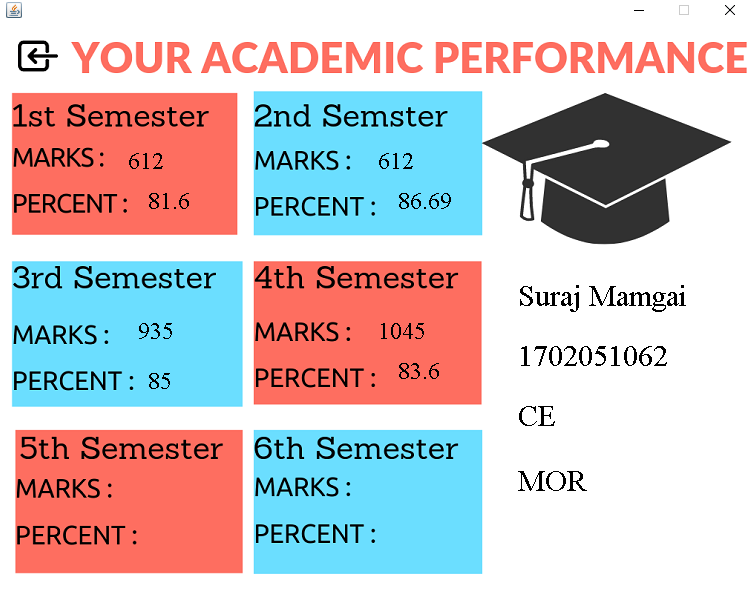 YOUR ACADEMIC PERFORMANCE
1st Semester
MARKS : 612
PERCENT : 81.6
2nd Semster
MARKS : 612
PERCENT : 86.69
3rd Semester
MARKS : 935
PERCENT : 85
4th Semester
MARKS : 1045
PERCENT : 83.6
5th Semester
MARKS :
PERCENT :
6th Semester
MARKS :
PERCENT :
Suraj Mamgai
1702051062
CE
MOR